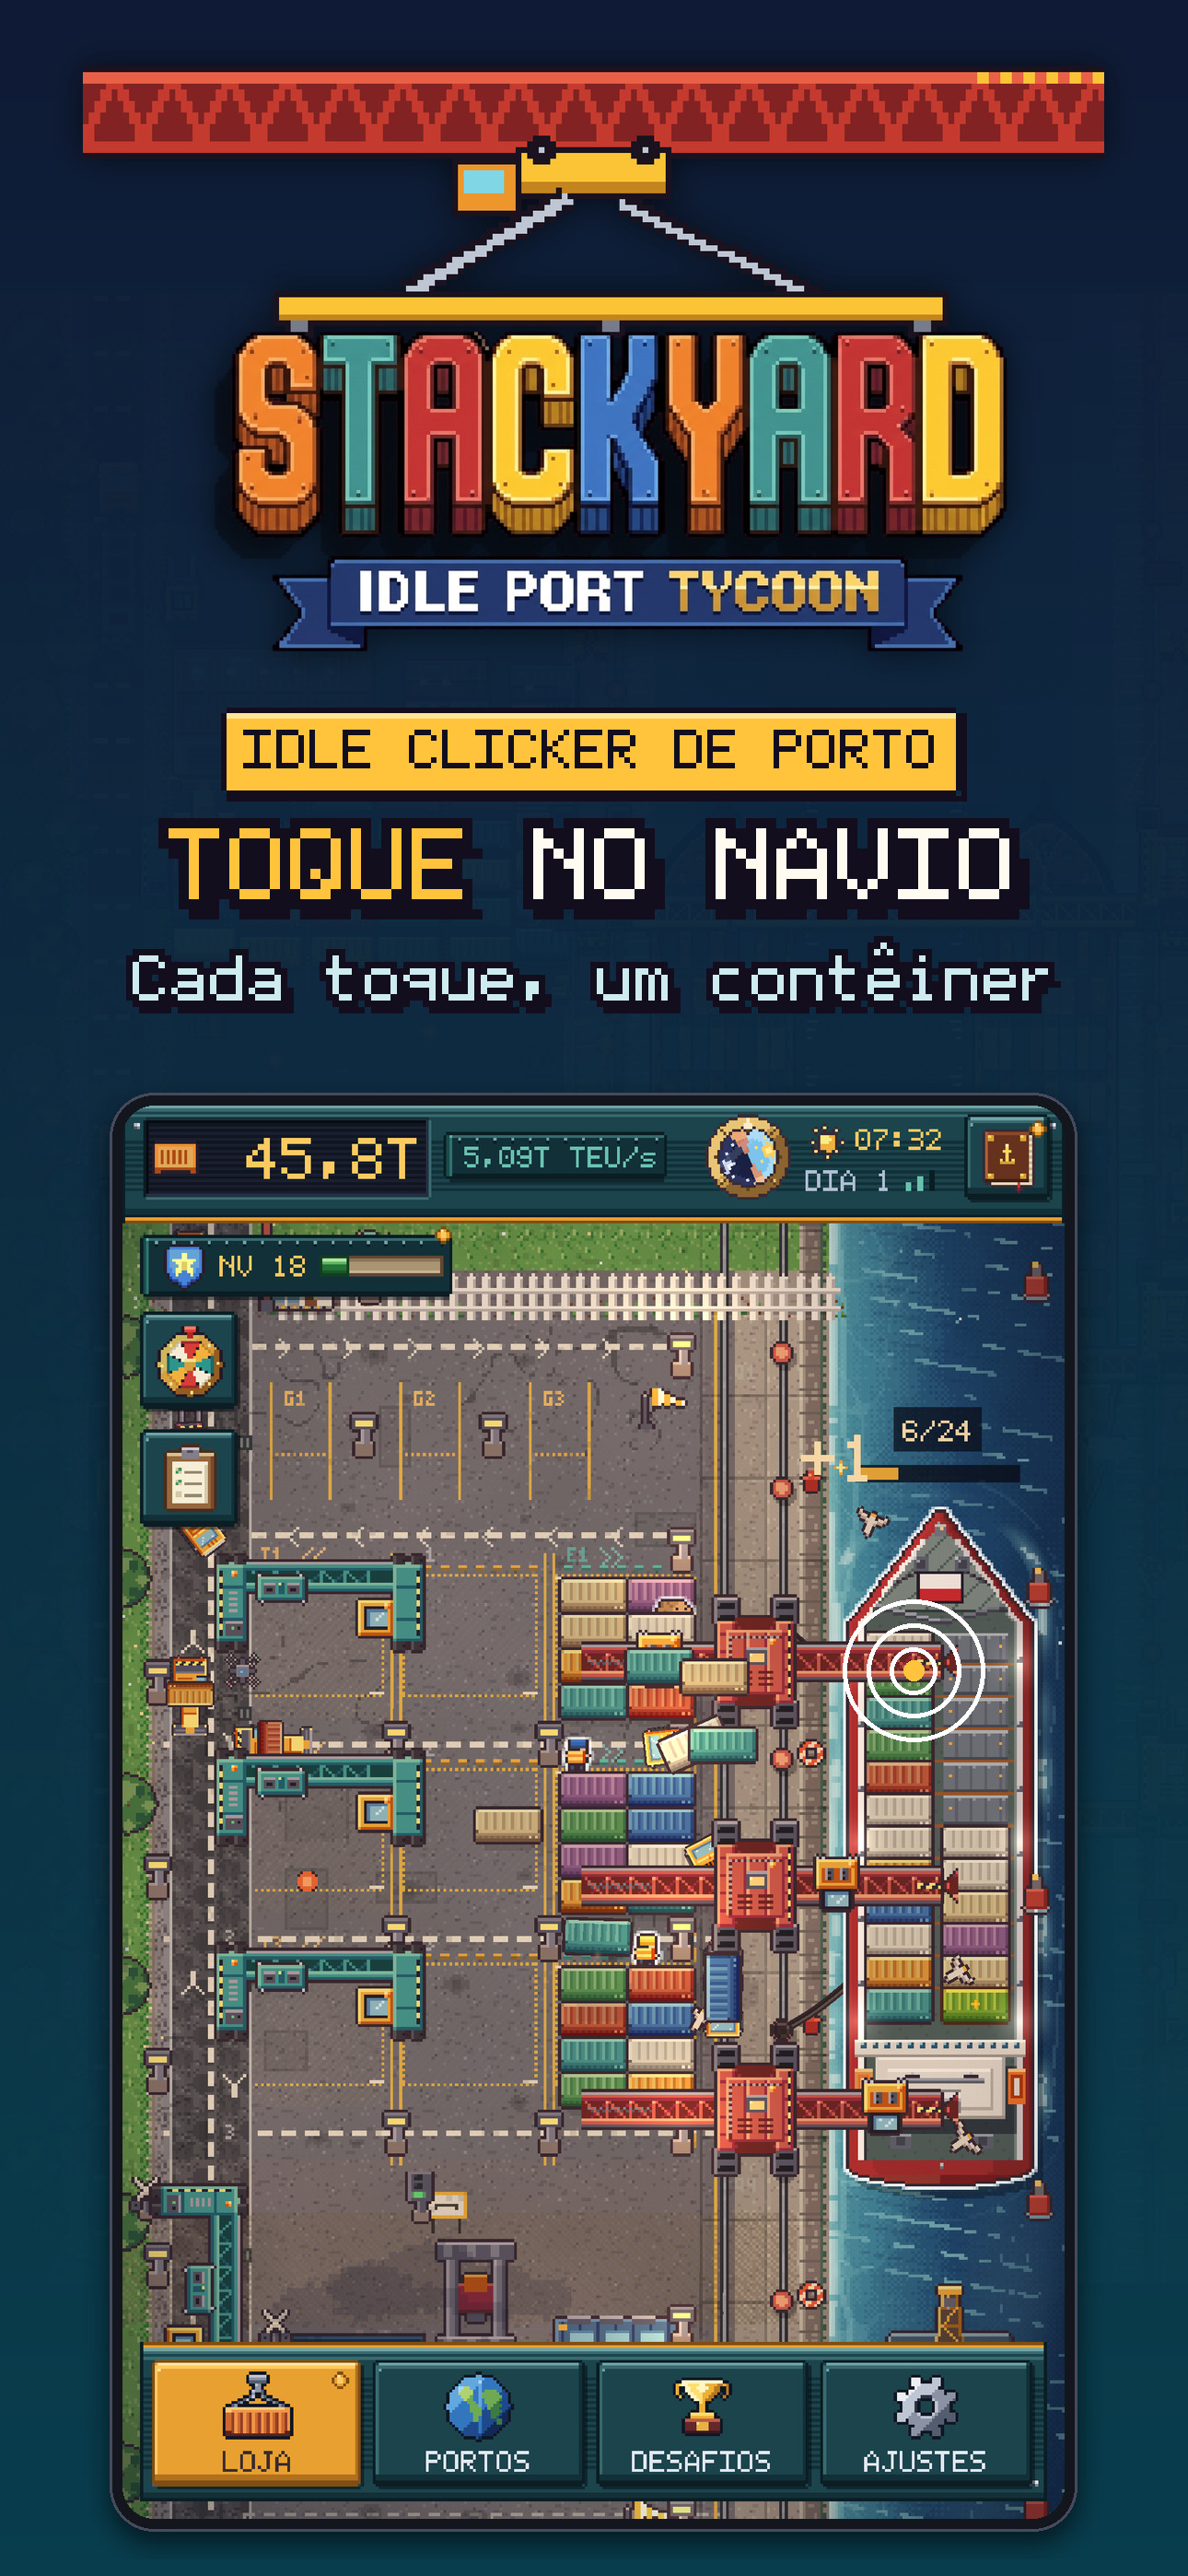 STACKYARD
IDLE PORT TYCOON
IDLE CLICKER DE PORTO
TOQUE NO NAVIO
Cada toque, um contêiner
45,8T
5,09T TEU/s
07:32
DIA 1
NV 18
G1 G2 G3
6/24
+1
E1 >>
3
LOJA
PORTOS
DESAFIOS
AJUSTES